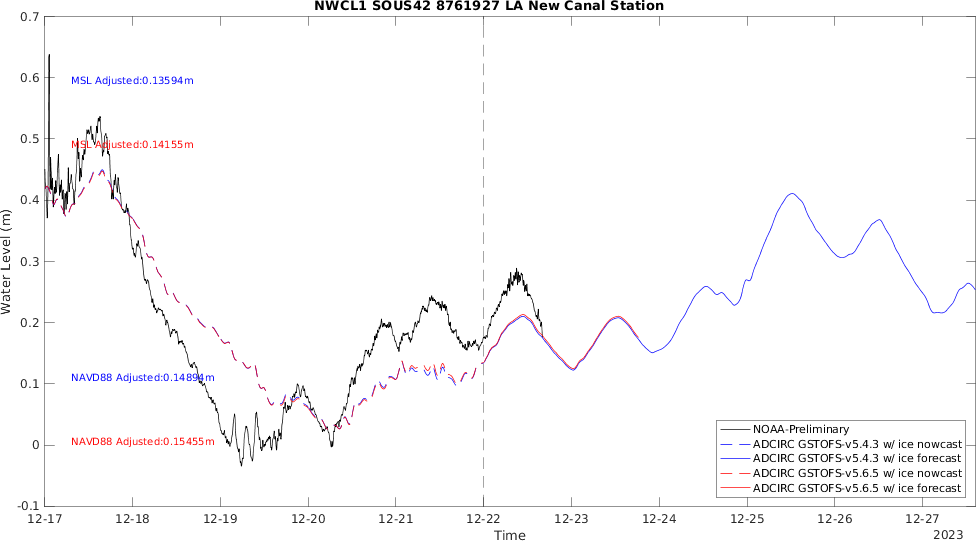 NWCL1 SOUS42 8761927 LA New Canal Station
0.7
0.6
0.5
0.4
0.3
0.2
0.1
0
-0.1
Water Level (m)
MSL Adjusted:0.13594m
MSL Adjusted:0.14155m
NAVD88 Adjusted:0.14894m
NAVD88 Adjusted:0.15455m
NOAA-Preliminary
ADCIRC GSTOFS-v5.4.3 w/ ice nowcast
ADCIRC GSTOFS-v5.4.3 w/ ice forecast
ADCIRC GSTOFS-v5.6.5 w/ ice nowcast
ADCIRC GSTOFS-v5.6.5 w/ ice forecast
12-17 12-18 12-19 12-20 12-21 12-22 12-23 12-24 12-25 12-26 12-27
Time
2023